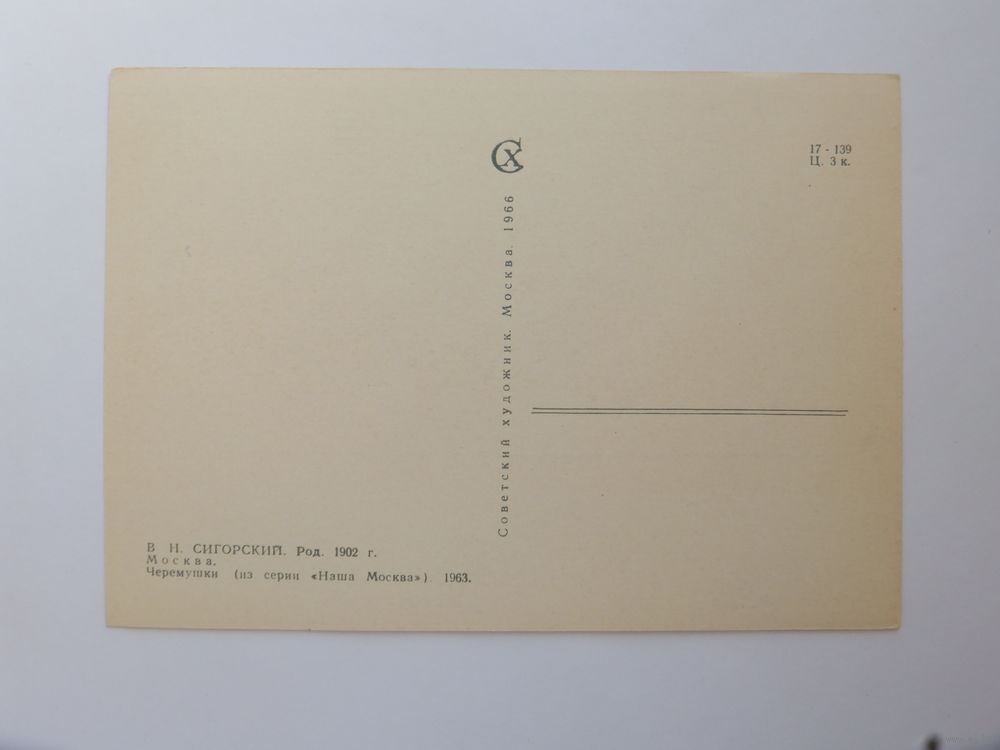 СХ
17 - 139
Ц. 3 к.
Советский художник. Москва. 1966
В Н. СИГОРСКИЙ. Род. 1902 г.
Москва.
Черемушки (из серии «Наша Москва»). 1963.